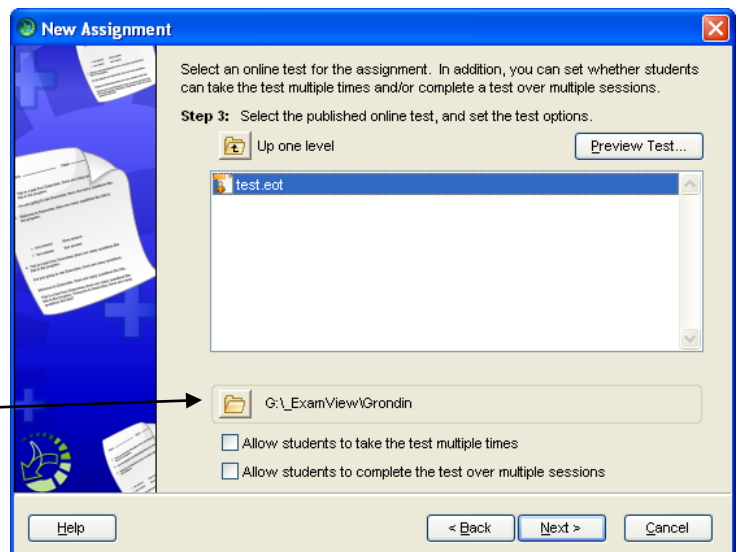 New Assignment
Select an online test for the assignment. In addition, you can set whether students
can take the test multiple times and/or complete a test over multiple sessions.
Step 3: Select the published online test, and set the test options.
Up one level
Preview Test...
test.eot
G:\_ExamView\Grondin
Allow students to take the test multiple times
Allow students to complete the test over multiple sessions
Help
< Back
Next >
Cancel